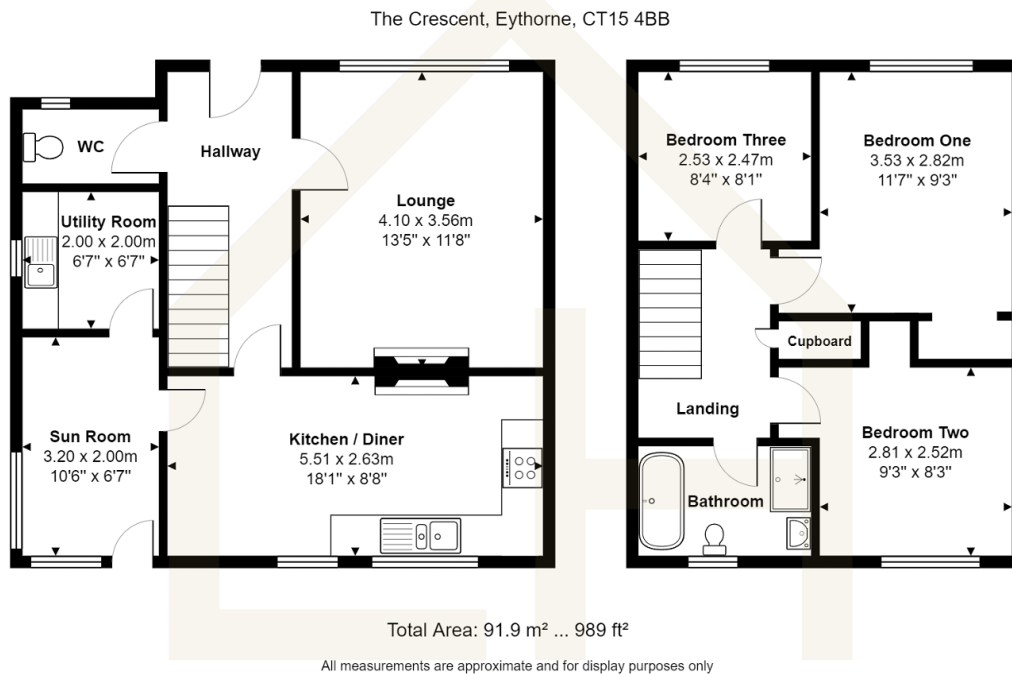 The Crescent, Eythorne, CT15 4BB
WC
Hallway
Utility Room
2.00 x 2.00m
6'7" x 6'7"
Lounge
4.10 x 3.56m
13'5" x 11'8"
Sun Room
3.20 x 2.00m
10'6" x 6'7"
Kitchen / Diner
5.51 x 2.63m
18'1" x 8'8"
Bedroom Three
2.53 x 2.47m
8'4" x 8'1"
Bedroom One
3.53 x 2.82m
11'7" x 9'3"
Cupboard
Landing
Bedroom Two
2.81 x 2.52m
9'3" x 8'3"
Bathroom
Total Area: 91.9 m² ... 989 ft²
All measurements are approximate and for display purposes only